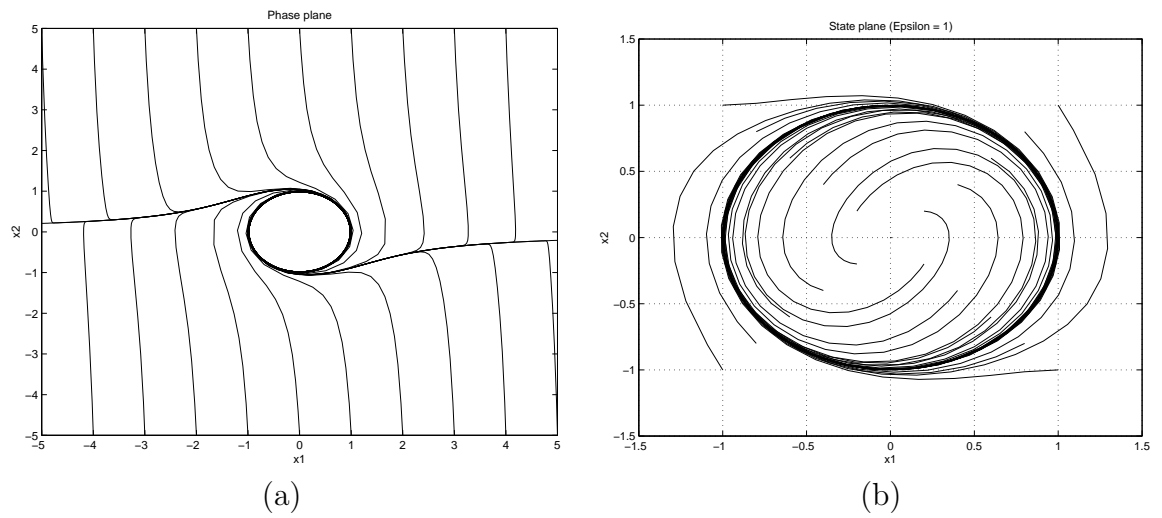 Phase plane
5
4
3
2
1
0
−1
−2
−3
−4
−5
x2
−5 −4 −3 −2 −1 0 1 2 3 4 5
x1
(a)
State plane (Epsilon = 1)
1.5
1
0.5
0
−0.5
−1
−1.5
x2
−1.5 −1 −0.5 0 0.5 1 1.5
x1
(b)